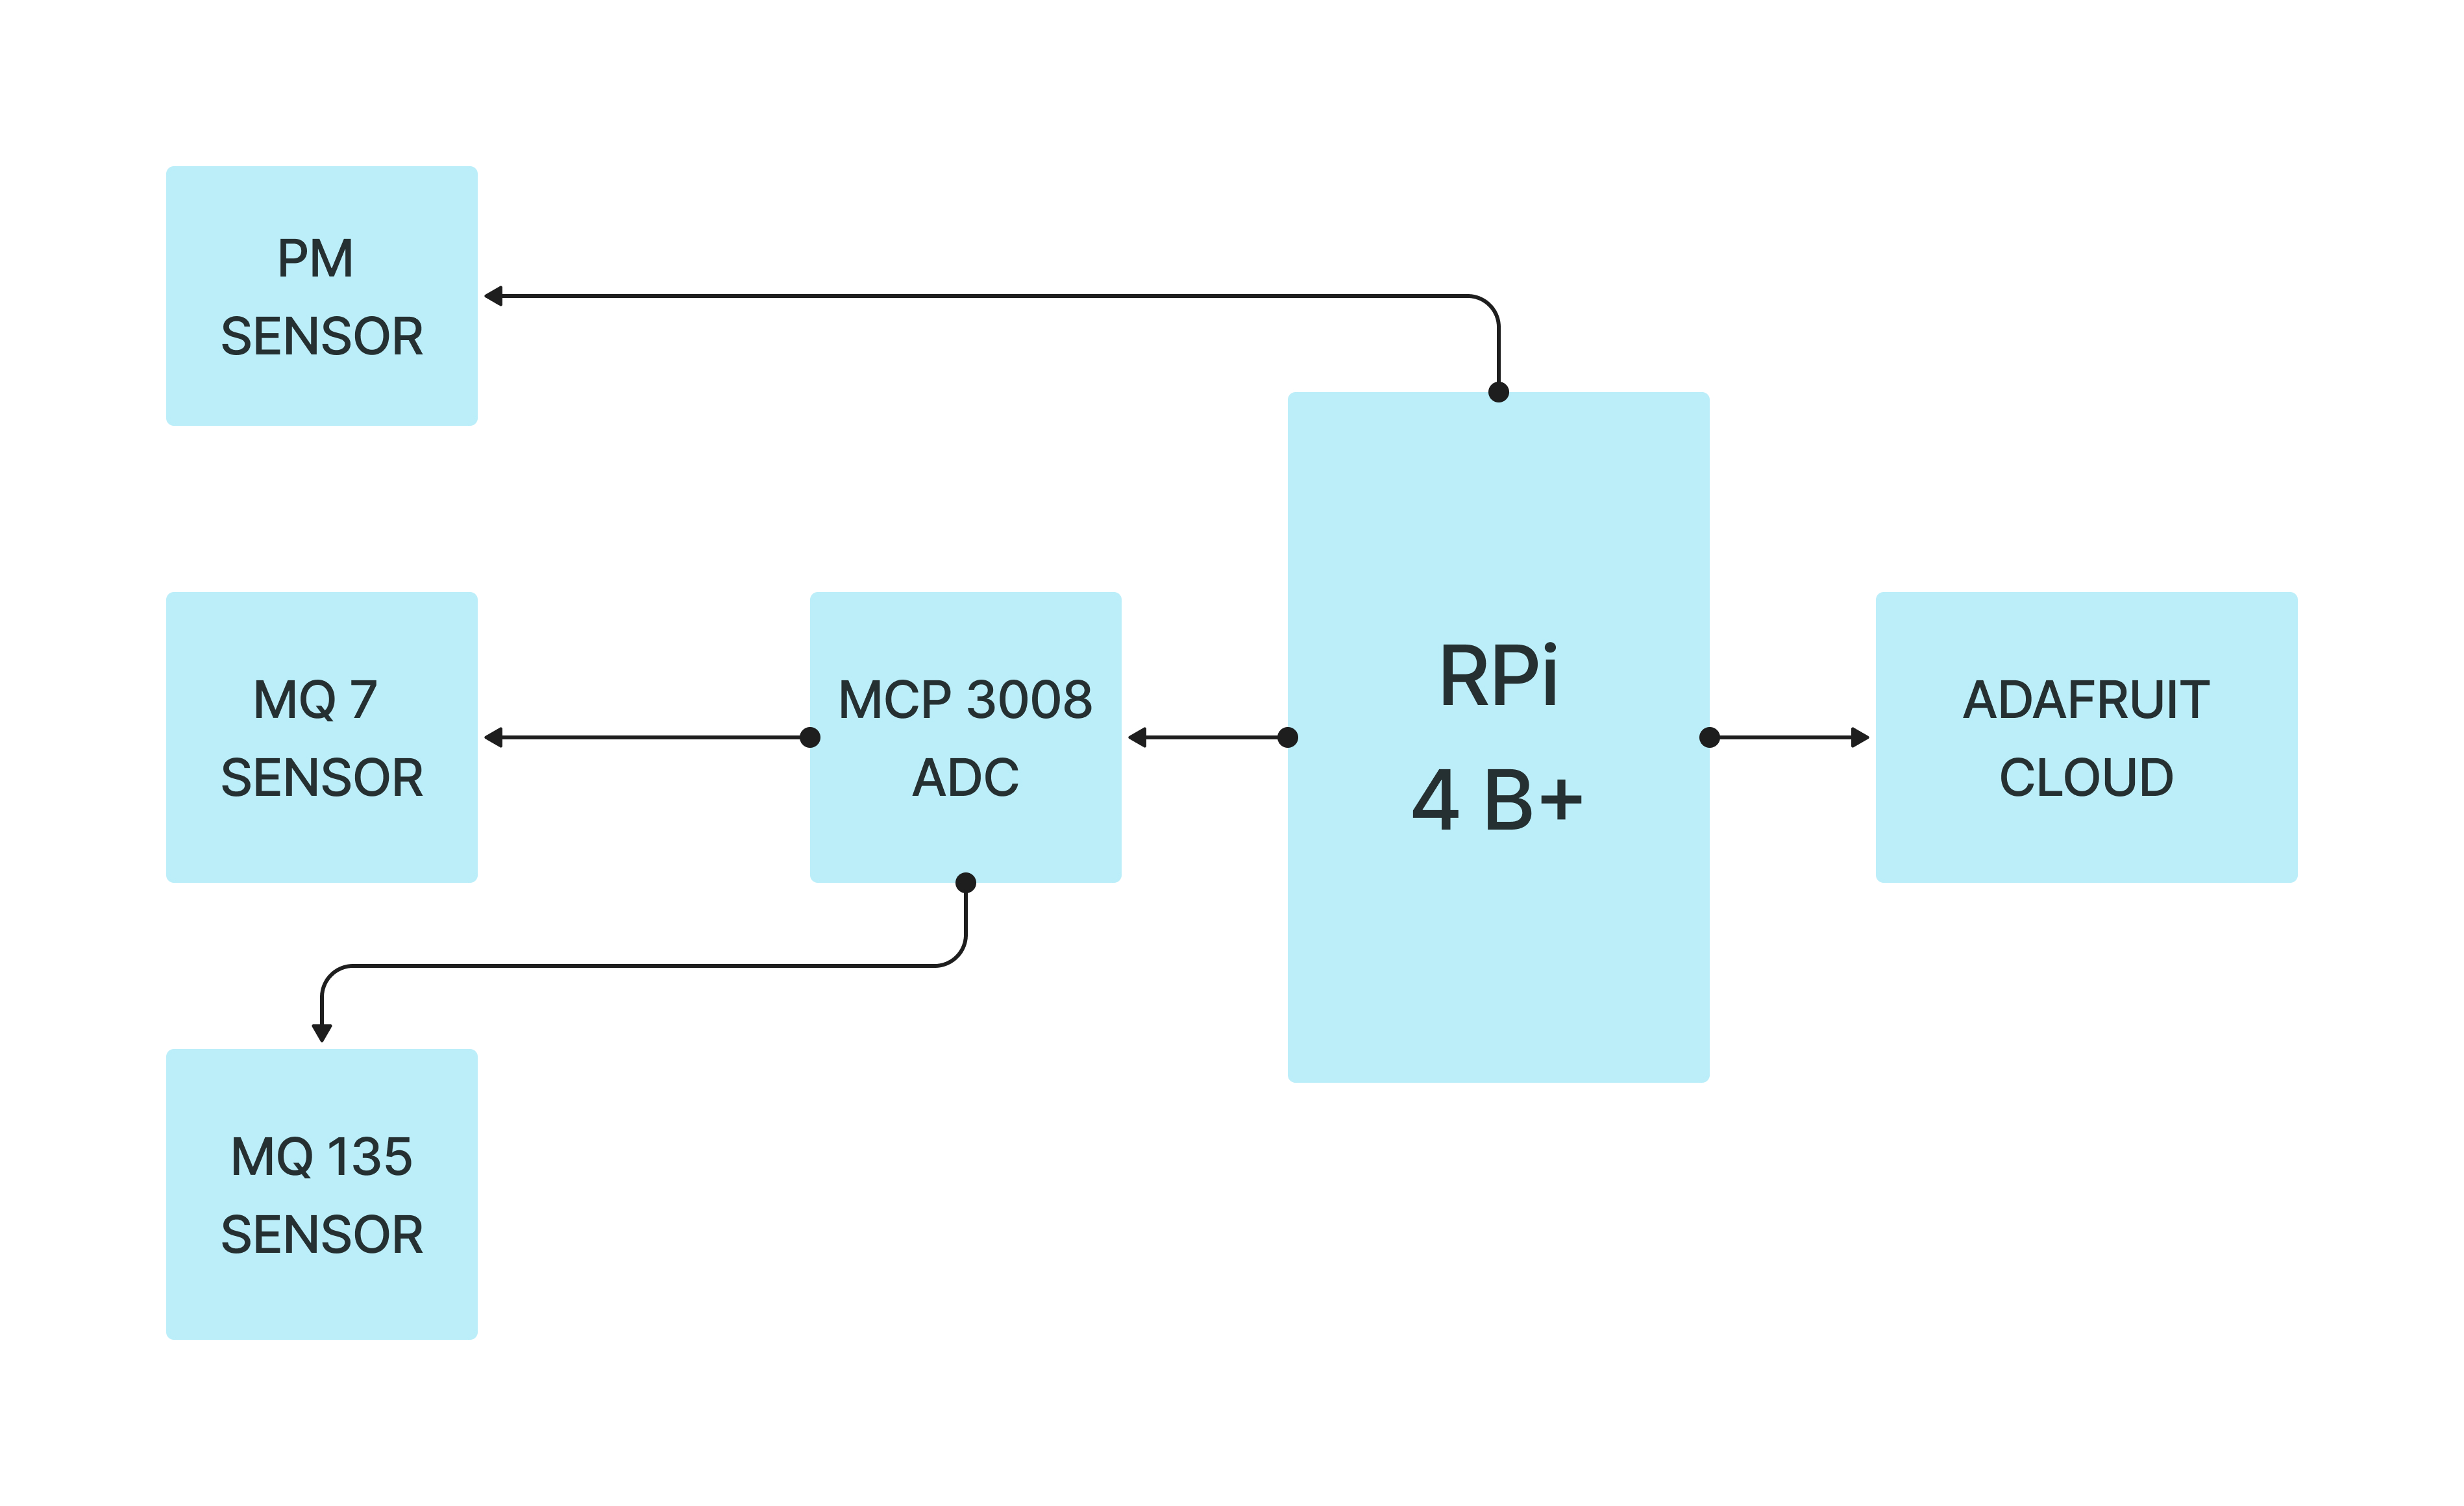 PM
SENSOR
MQ 7
SENSOR
MCP 3008
ADC
RPi
4 B+
ADAFRUIT
CLOUD
MQ 135
SENSOR